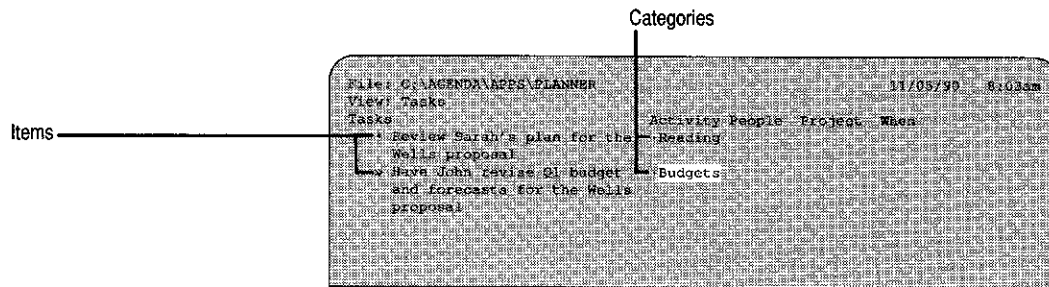 Categories
File: C:\AGENDA\APPS\PLANNER 11/05/90 8:03am
View: Tasks
Tasks Activity People Project When
Items
• Review Sarah's plan for the ·Reading
Wells proposal
• Have John revise Q1 budget ·Budgets
and forecasts for the Wells
proposal